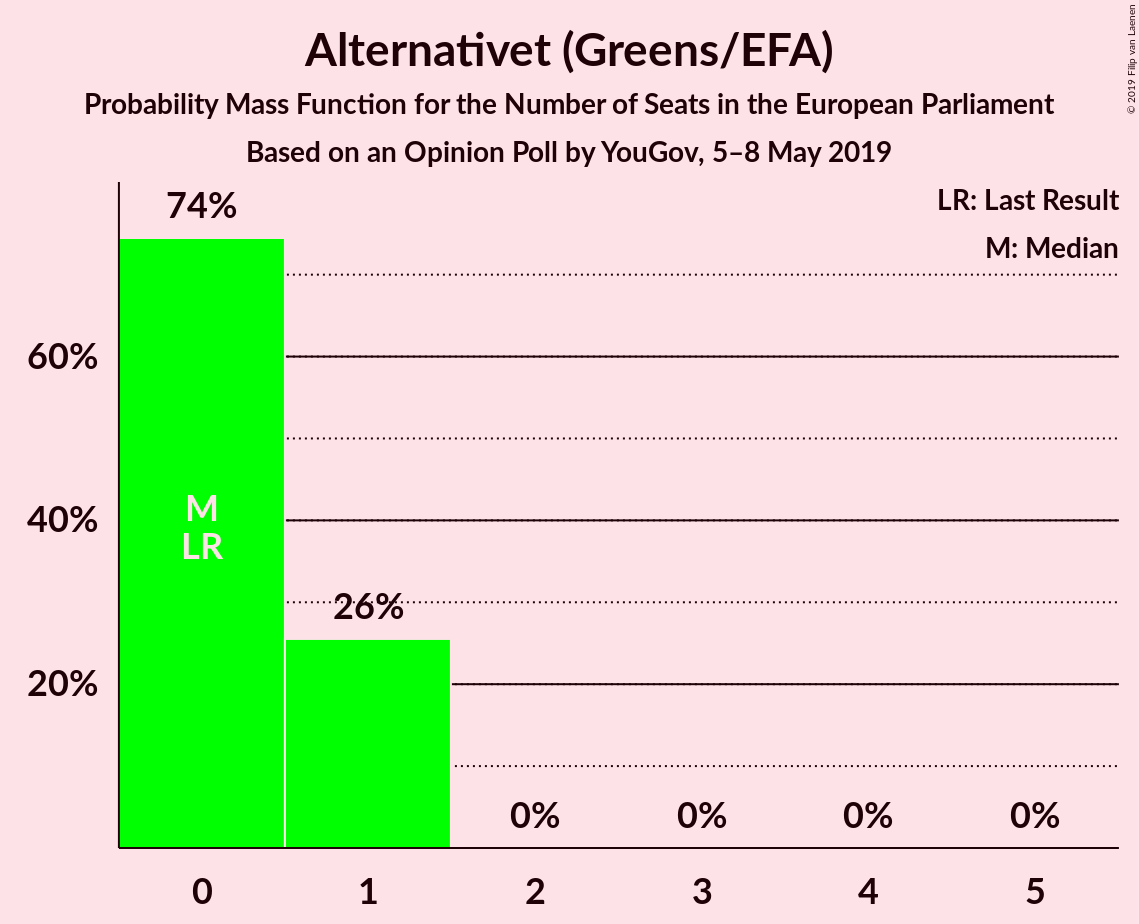 Alternativet (Greens/EFA)
Probability Mass Function for the Number of Seats in the European Parliament
Based on an Opinion Poll by YouGov, 5–8 May 2019
© 2019 Filip van Laenen
LR: Last Result
M: Median
74%
60%
40%
20%
M
LR
26%
0%
0%
0%
0%
0
1
2
3
4
5